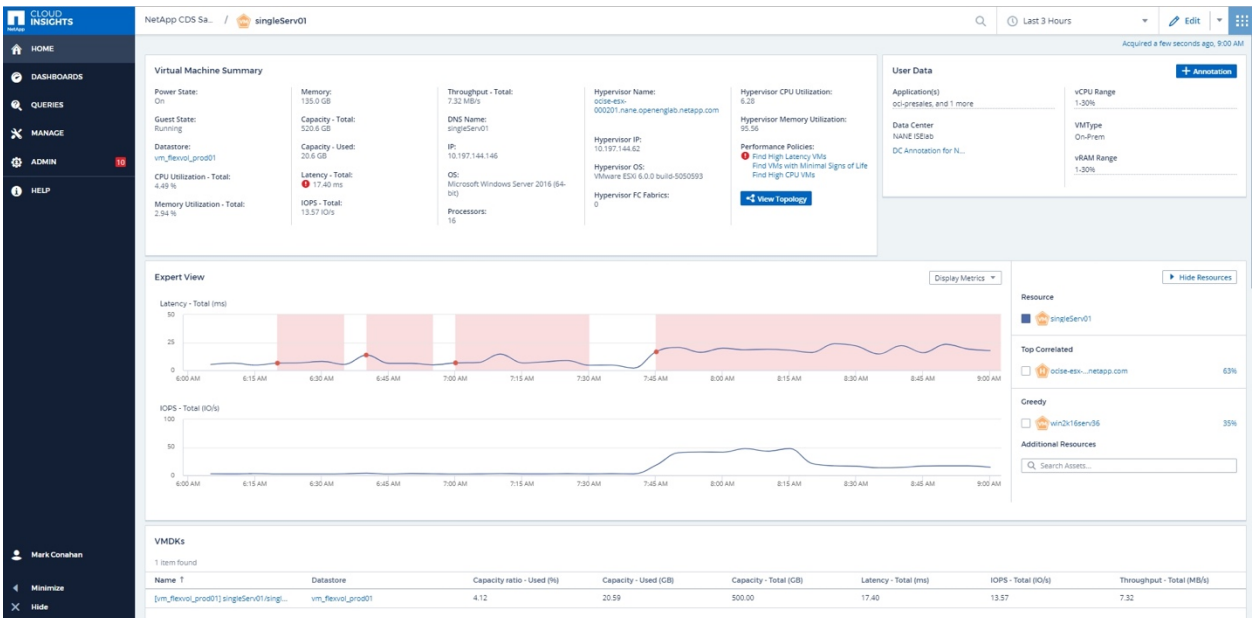 NetApp
CLOUD
INSIGHTS
NetApp CDS Sa... / singleServ01
Last 3 Hours
Edit
HOME
DASHBOARDS
QUERIES
MANAGE
ADMIN 10
HELP
Mark Conahan
Minimize
Hide
Acquired a few seconds ago, 9:00 AM
Virtual Machine Summary
Power State:
On
Guest State:
Running
Datastore:
vm_flexvol_prod01
CPU Utilization - Total:
4.49 %
Memory Utilization - Total:
2.94 %
Memory:
135.0 GB
Capacity - Total:
520.6 GB
Capacity - Used:
20.6 GB
Latency - Total:
17.40 ms
IOPS - Total:
13.57 IO/s
Throughput - Total:
7.32 MB/s
DNS Name:
singleServ01
IP:
10.197.144.146
OS:
Microsoft Windows Server 2016 (64-
bit)
Processors:
16
Hypervisor Name:
ocise-esx-
000201.nane.openenglab.netapp.com
Hypervisor IP:
10.197.144.62
Hypervisor OS:
VMware ESXi 6.0.0 build-5050593
Hypervisor FC Fabrics:
0
Hypervisor CPU Utilization:
6.28
Hypervisor Memory Utilization:
95.56
Performance Policies:
Find High Latency VMs
Find VMs with Minimal Signs of Life
Find High CPU VMs
View Topology
User Data
+ Annotation
Application(s)
oci-presales, and 1 more
Data Center
NANE ISElab
DC Annotation for N...
vCPU Range
1-30%
VMType
On-Prem
vRAM Range
1-30%
Expert View
Display Metrics
Latency - Total (ms)
50
25
0
6:00 AM 6:15 AM 6:30 AM 6:45 AM 7:00 AM 7:15 AM 7:30 AM 7:45 AM 8:00 AM 8:15 AM 8:30 AM 8:45 AM 9:00 AM
IOPS - Total (IO/s)
100
50
0
6:00 AM 6:15 AM 6:30 AM 6:45 AM 7:00 AM 7:15 AM 7:30 AM 7:45 AM 8:00 AM 8:15 AM 8:30 AM 8:45 AM 9:00 AM
Hide Resources
Resource
singleServ01
Top Correlated
ocise-esx-...netapp.com 63%
Greedy
win2k16serv36 35%
Additional Resources
Search Assets...
VMDKs
1 item found
Name ↑ Datastore Capacity ratio - Used (%) Capacity - Used (GB) Capacity - Total (GB) Latency - Total (ms) IOPS - Total (IO/s) Throughput - Total (MB/s)
[vm_flexvol_prod01] singleServ01/singl... vm_flexvol_prod01 4.12 20.59 500.00 17.40 13.57 7.32